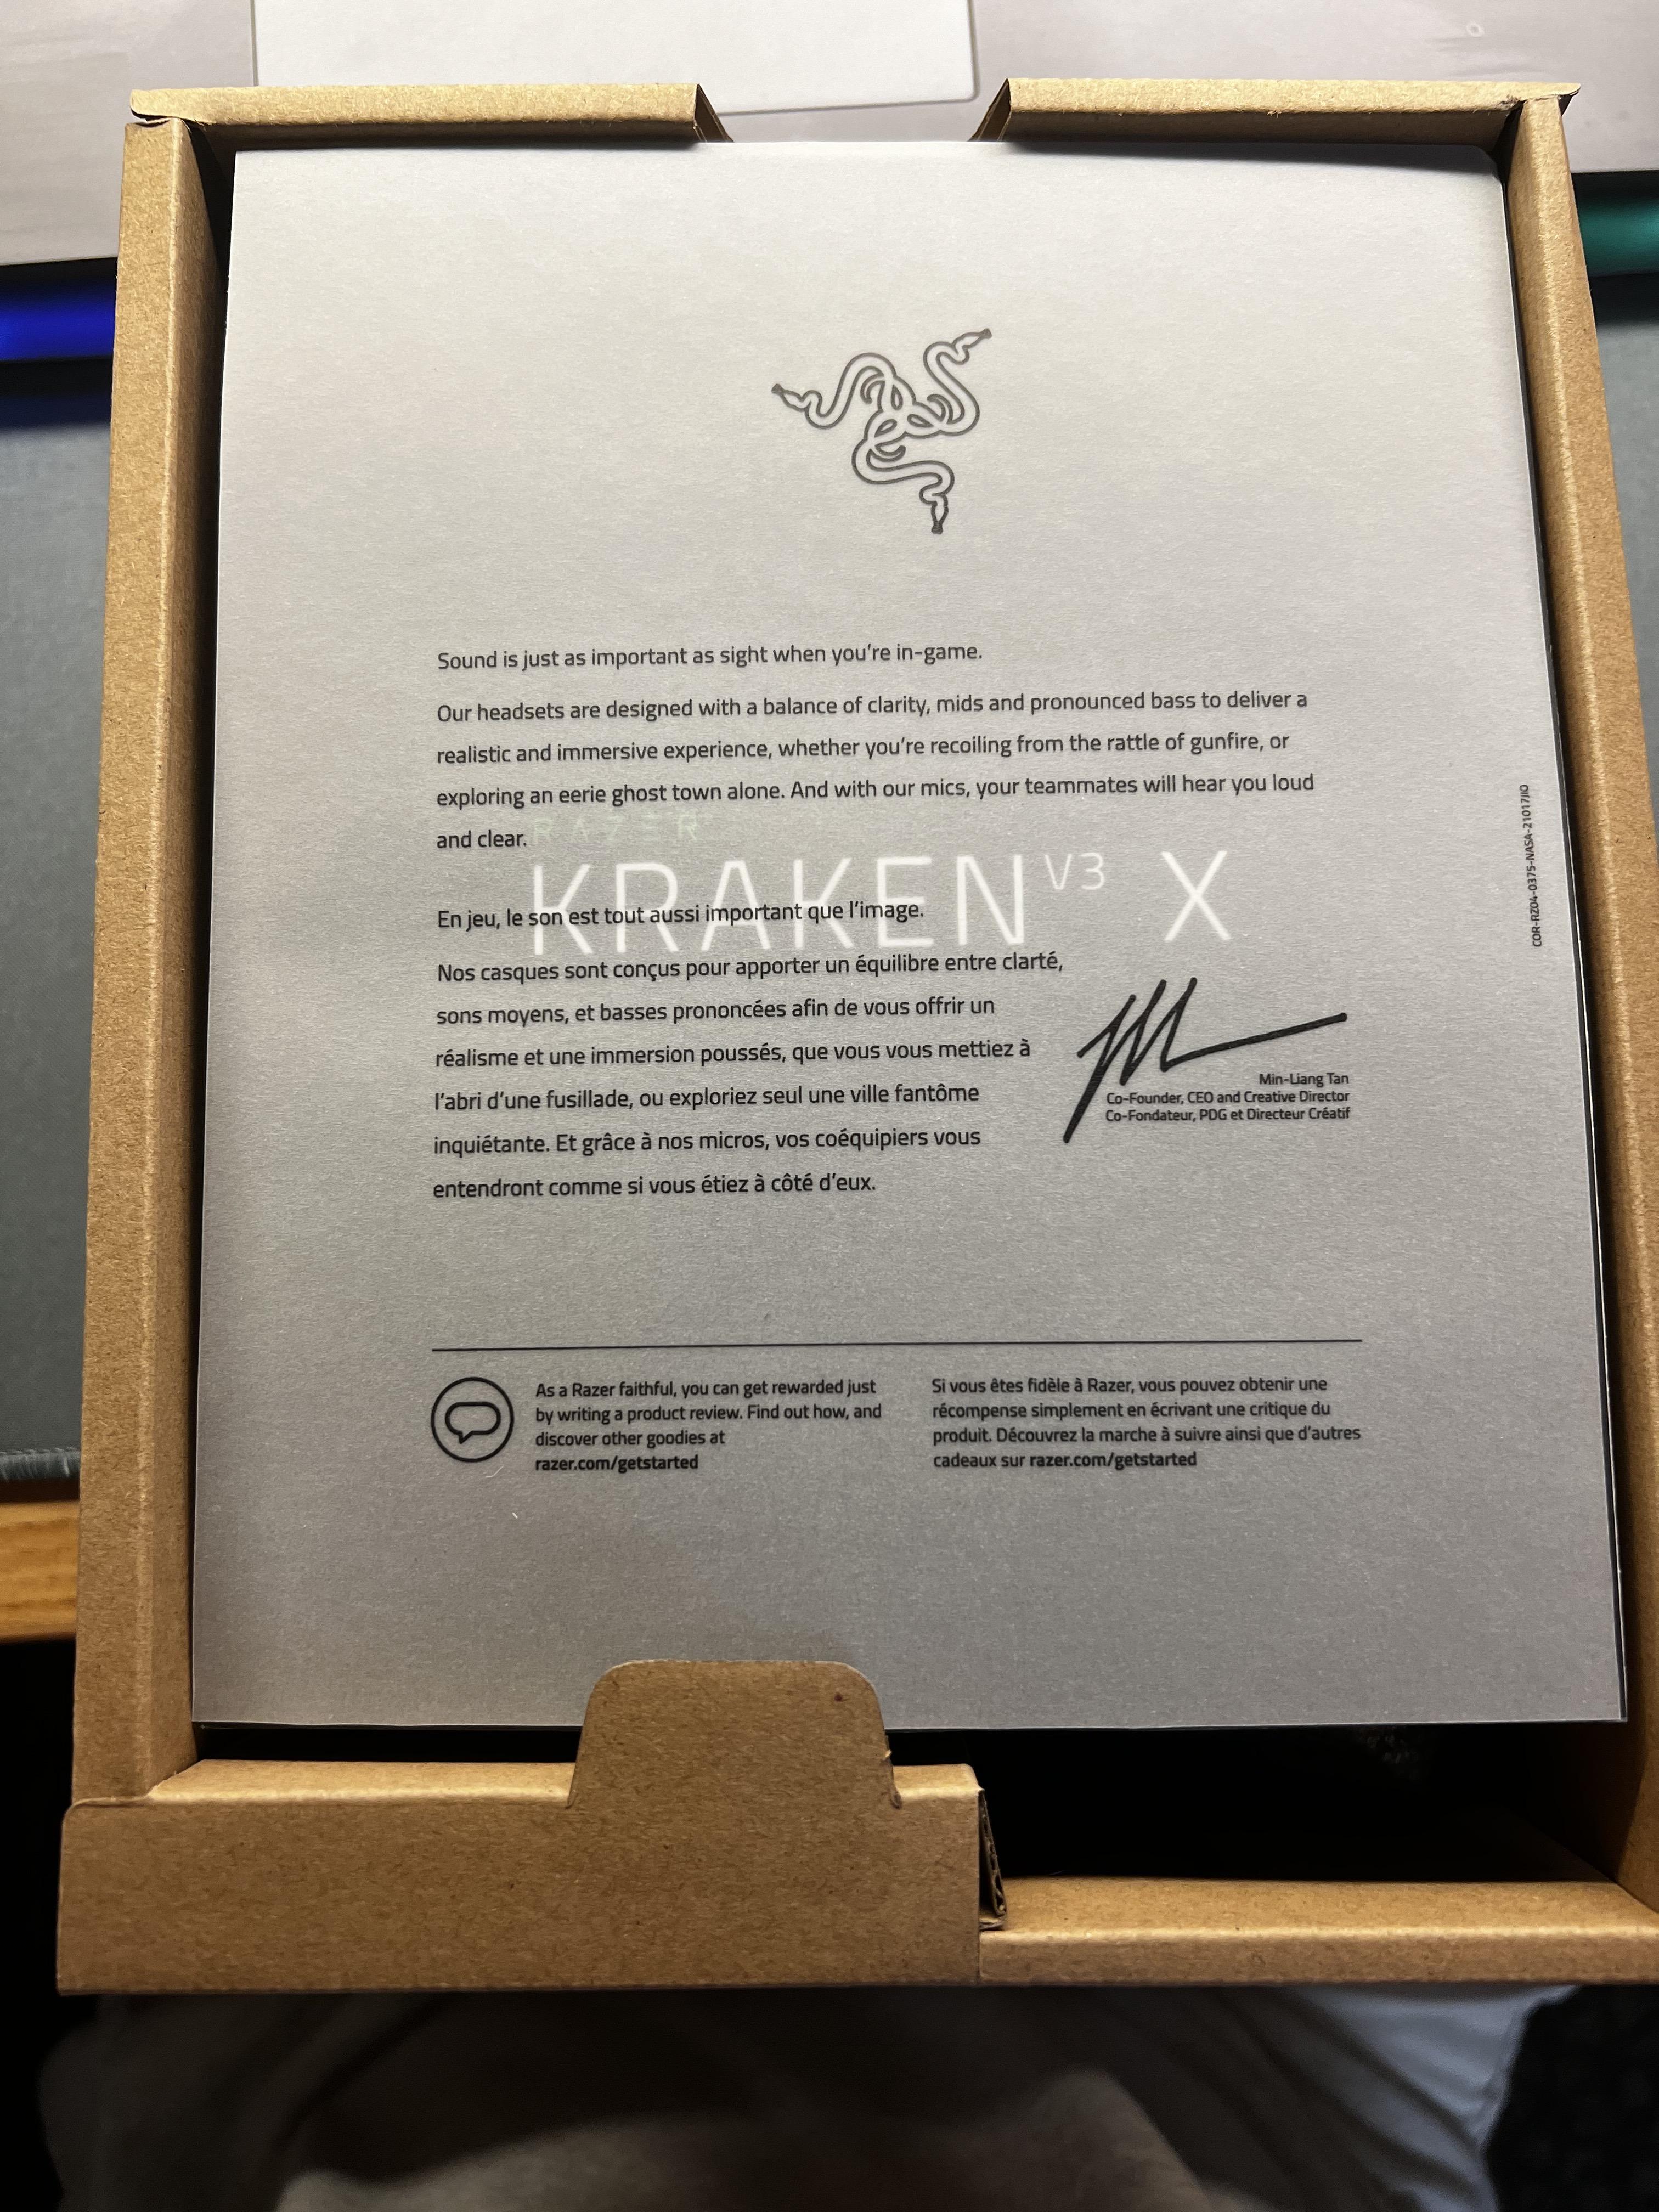 Sound is just as important as sight when you're in-game.
Our headsets are designed with a balance of clarity, mids and pronounced bass to deliver a
realistic and immersive experience, whether you're recoiling from the rattle of gunfire, or
exploring an eerie ghost town alone. And with our mics, your teammates will hear you loud
and clear.
RAZER
KRAKEN V3 X
En jeu, le son est tout aussi important que l'image.
Nos casques sont conçus pour apporter un équilibre entre clarté,
sons moyens, et basses prononcées afin de vous offrir un
réalisme et une immersion poussés, que vous vous mettiez à
l'abri d'une fusillade, ou exploriez seul une ville fantôme
inquiétante. Et grâce à nos micros, vos coéquipiers vous
entendront comme si vous étiez à côté d'eux.
Min-Liang Tan
Co-Founder, CEO and Creative Director
Co-Fondateur, PDG et Directeur Créatif
COR-RZ04-0375-NASA-21017/IO
As a Razer faithful, you can get rewarded just
by writing a product review. Find out how, and
discover other goodies at
razer.com/getstarted
Si vous êtes fidèle à Razer, vous pouvez obtenir une
récompense simplement en écrivant une critique du
produit. Découvrez la marche à suivre ainsi que d'autres
cadeaux sur razer.com/getstarted